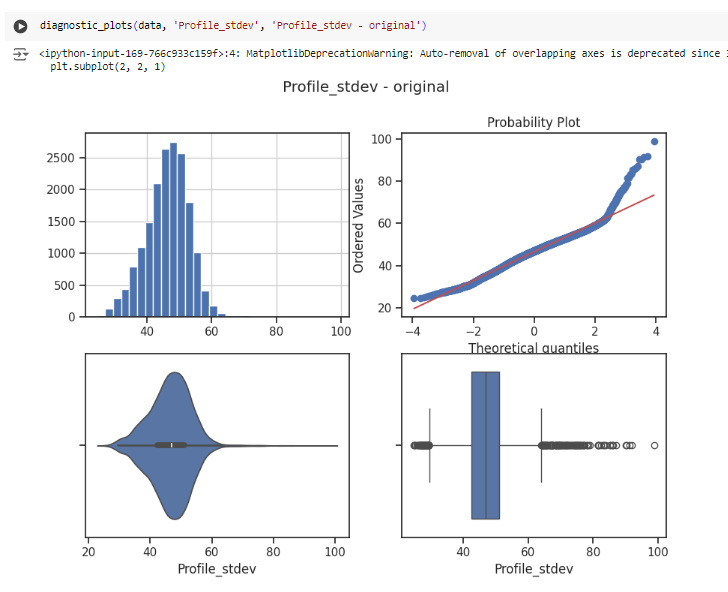 diagnostic_plots(data, 'Profile_stdev', 'Profile_stdev - original')
<ipython-input-169-766c933c159f>:4: MatplotlibDeprecationWarning: Auto-removal of overlapping axes is deprecated since
plt.subplot(2, 2, 1)
Profile_stdev - original
2500
2000
1500
1000
500
0
40 60 80 100
Probability Plot
Ordered Values
100
80
60
40
20
−4 −2 0 2 4
Theoretical quantiles
20 40 60 80 100
Profile_stdev
40 60 80 100
Profile_stdev